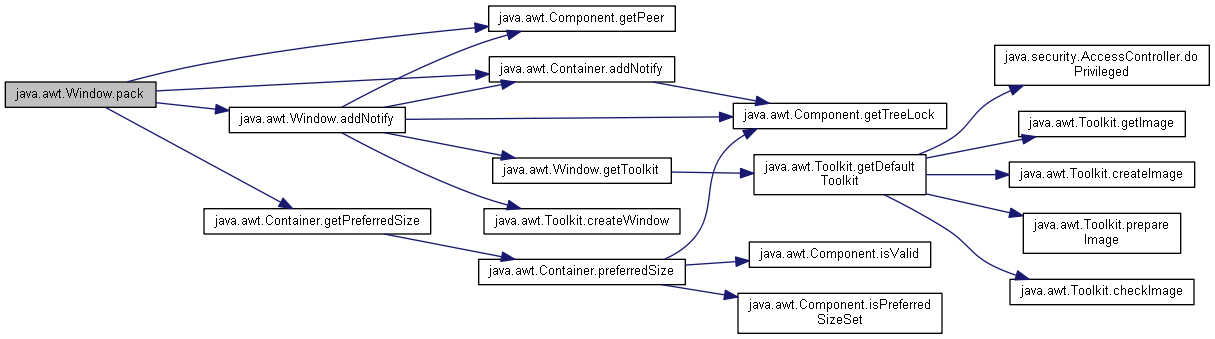 java.awt.Window.pack
java.awt.Component.getPeer
java.awt.Container.addNotify
java.awt.Window.addNotify
java.awt.Component.getTreeLock
java.awt.Window.getToolkit
java.awt.Toolkit.createWindow
java.awt.Container.getPreferredSize
java.awt.Container.preferredSize
java.awt.Component.isValid
java.awt.Component.isPreferred
SizeSet
java.awt.Toolkit.getDefault
Toolkit
java.security.AccessController.do
Privileged
java.awt.Toolkit.getImage
java.awt.Toolkit.createImage
java.awt.Toolkit.prepare
Image
java.awt.Toolkit.checkImage